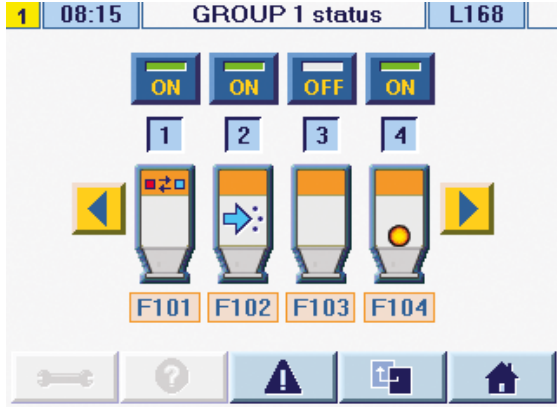 1 08:15 GROUP 1 status L168
ON ON OFF ON
1 2 3 4
F101 F102 F103 F104
?